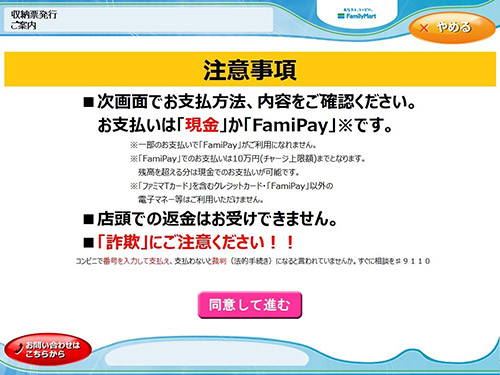 収納票発行
ご案内
あなたと、コンビに、
FamilyMart
× やめる
注意事項
■次画面でお支払方法、内容をご確認ください。
お支払いは「現金」か「FamiPay」※です。
※一部のお支払いで「FamiPay」がご利用になれません。
※「FamiPay」でのお支払いは10万円(チャージ上限額)までとなります。
残高を超える分は現金でのお支払いが可能です。
※「ファミマTカード」を含むクレジットカード・「FamiPay」以外の
電子マネー等はご利用いただけません。
■店頭での返金はお受けできません。
■「詐欺」にご注意ください！！
コンビニで番号を入力して支払え、支払わないと裁判（法的手続き）になると言われていませんか。すぐに相談を♯９１１０
同意して進む
お問い合わせは
こちらから